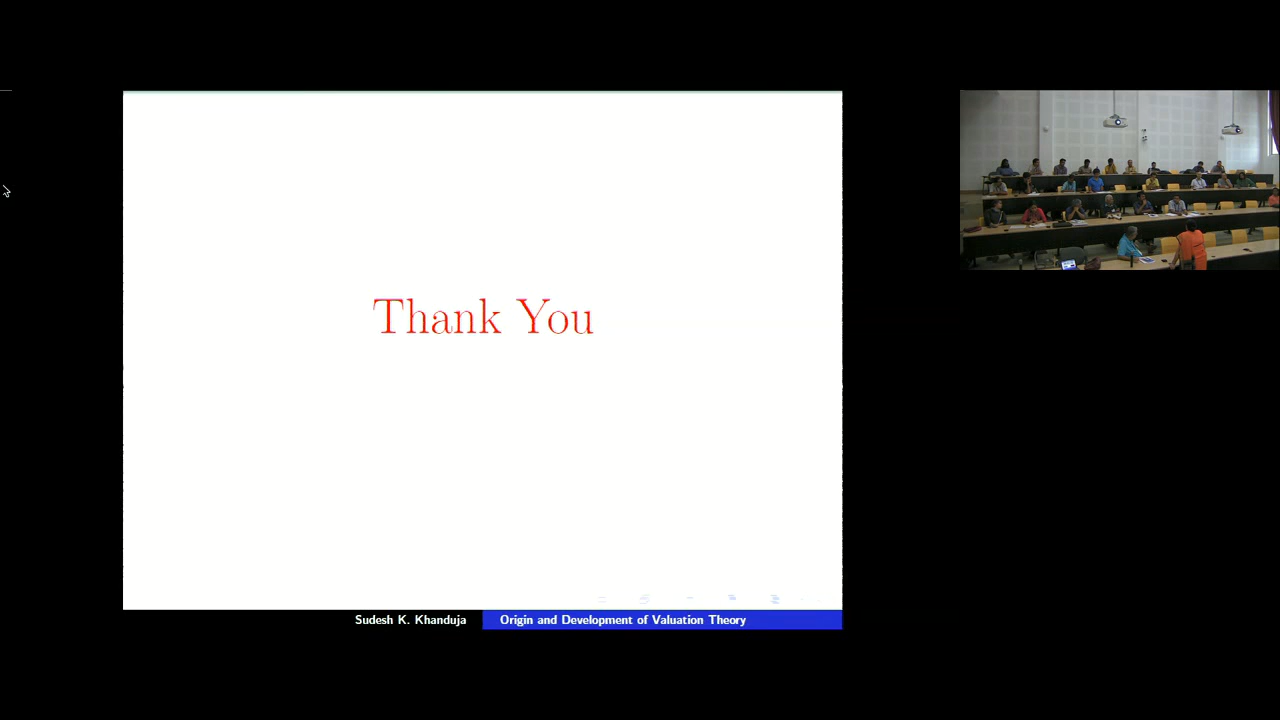 Thank You
Sudesh K. Khanduja
Origin and Development of Valuation Theory